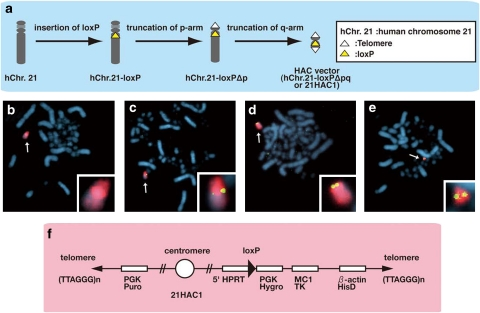 a
insertion of loxP
truncation of p-arm
truncation of q-arm
hChr. 21
hChr.21-loxP
hChr.21-loxPΔp
HAC vector
(hChr.21-loxPΔpq
or 21HAC1)
hChr. 21 :human chromosome 21
:Telomere
:loxP
b
c
d
e
f
telomere
centromere
loxP
telomere
(TTAGGG)n
PGK
Puro
21HAC1
5' HPRT
PGK
Hygro
MC1
TK
β-actin
HisD
(TTAGGG)n